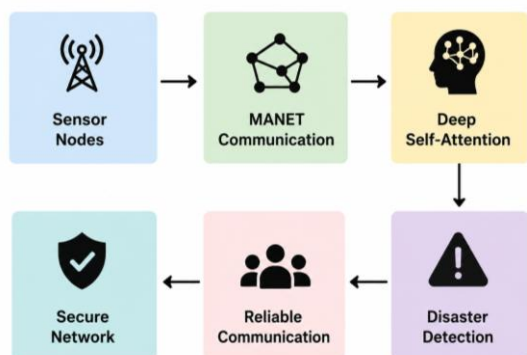 Sensor
Nodes
MANET
Communication
Deep
Self-Attention
Disaster
Detection
Reliable
Communication
Secure
Network